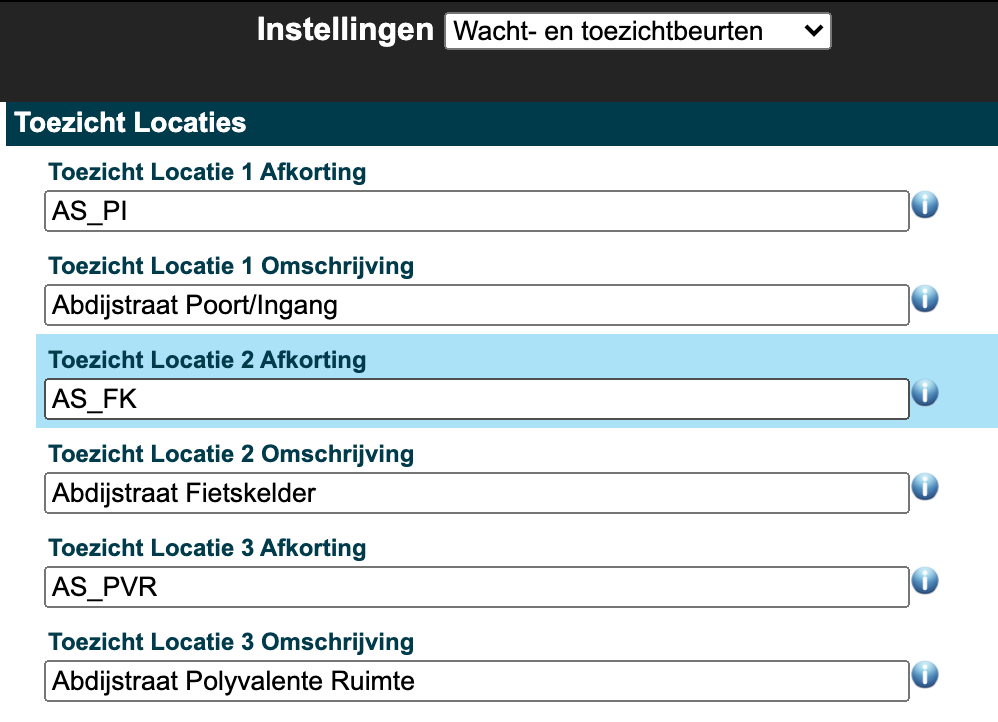 Instellingen Wacht- en toezichtbeurten
Toezicht Locaties
Toezicht Locatie 1 Afkorting
AS_PI
Toezicht Locatie 1 Omschrijving
Abdijstraat Poort/Ingang
Toezicht Locatie 2 Afkorting
AS_FK
Toezicht Locatie 2 Omschrijving
Abdijstraat Fietskelder
Toezicht Locatie 3 Afkorting
AS_PVR
Toezicht Locatie 3 Omschrijving
Abdijstraat Polyvalente Ruimte